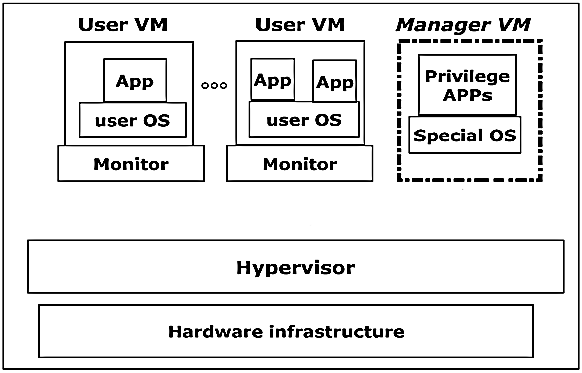 User VM
App
user OS
Monitor
°°°
User VM
App
App
user OS
Monitor
Manager VM
Privilege
APPs
Special OS
Hypervisor
Hardware infrastructure